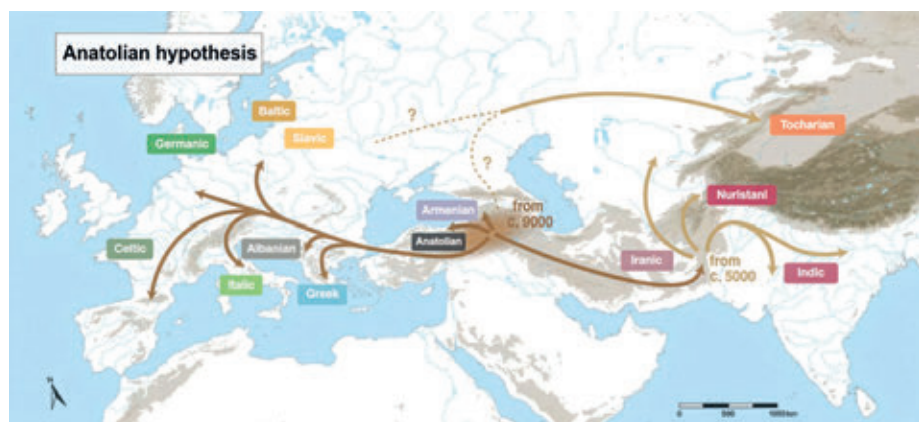 Anatolian hypothesis
Baltic
Slavic
Germanic
?
Tocharian
?
Nuristani
Armenian
from
c. 9000
Anatolian
Celtic
Albanian
Iranic
from
c. 5000
Indic
Italic
Greek
N
0 500 1000 km